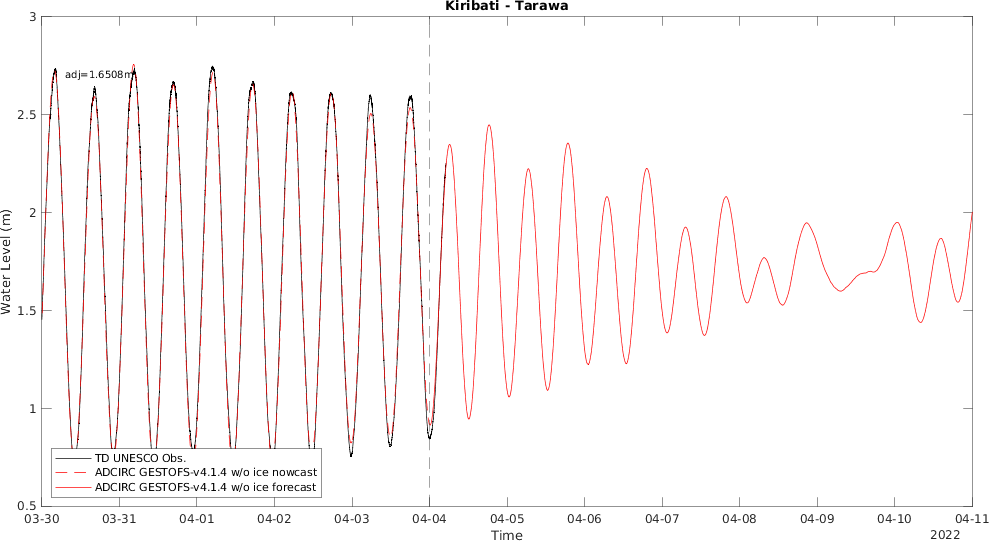 Kiribati - Tarawa
3
adj=1.6508m
2.5
2
Water Level (m)
1.5
1
TD UNESCO Obs.
ADCIRC GESTOFS-v4.1.4 w/o ice nowcast
ADCIRC GESTOFS-v4.1.4 w/o ice forecast
0.5
03-30 03-31 04-01 04-02 04-03 04-04 04-05 04-06 04-07 04-08 04-09 04-10 04-11
Time
2022